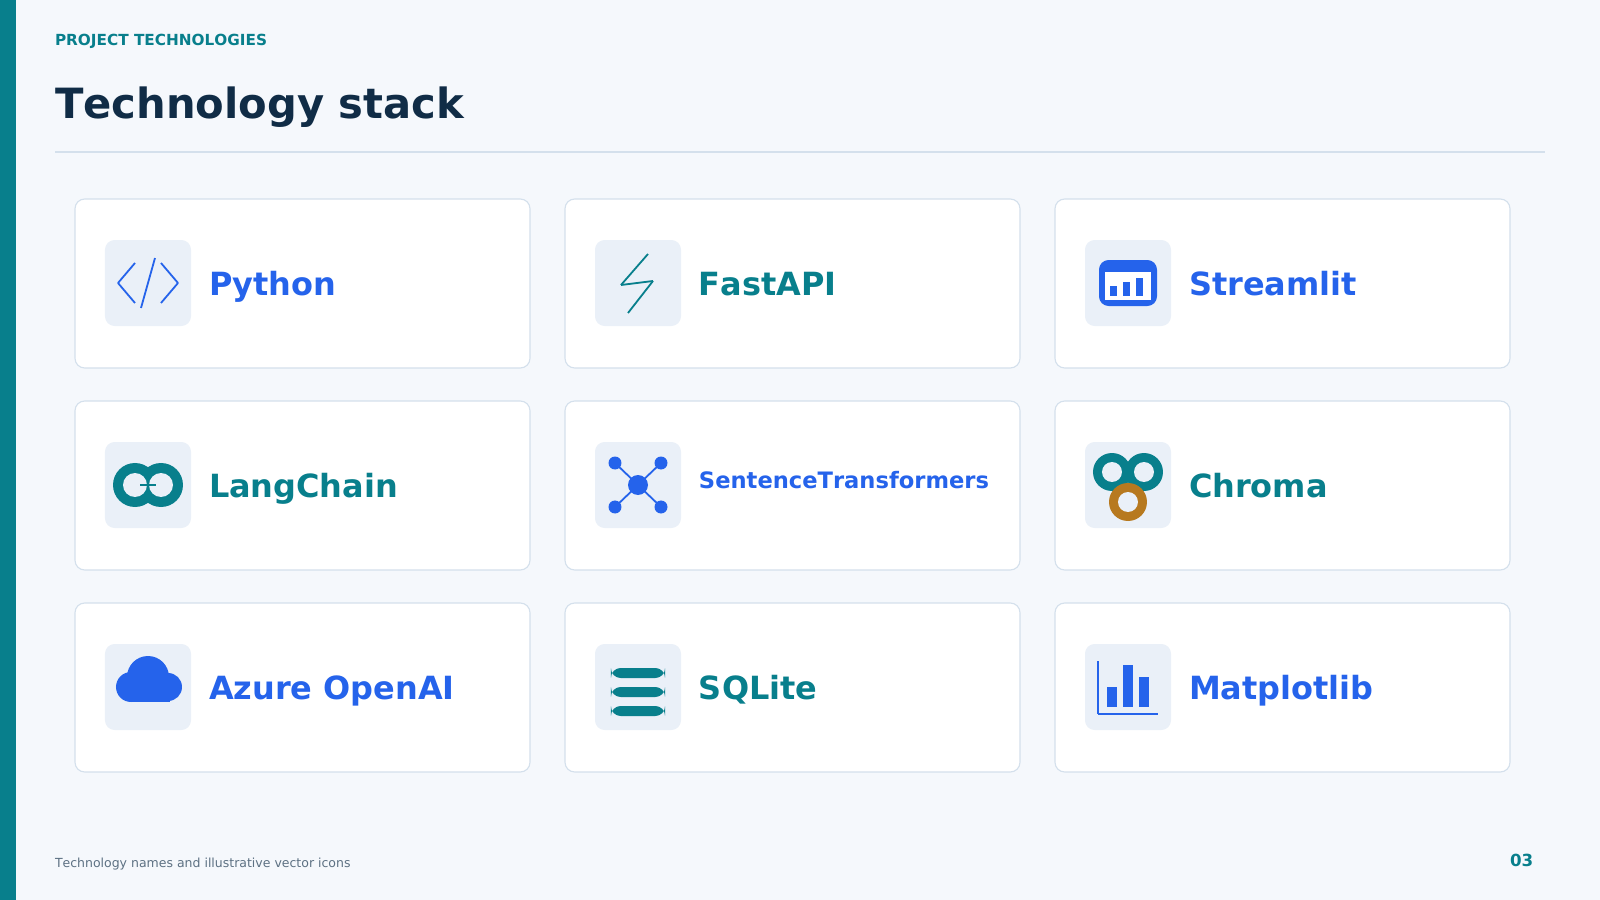 PROJECT TECHNOLOGIES
Technology stack
Python
FastAPI
Streamlit
LangChain
SentenceTransformers
Chroma
Azure OpenAI
SQLite
Matplotlib
Technology names and illustrative vector icons
03